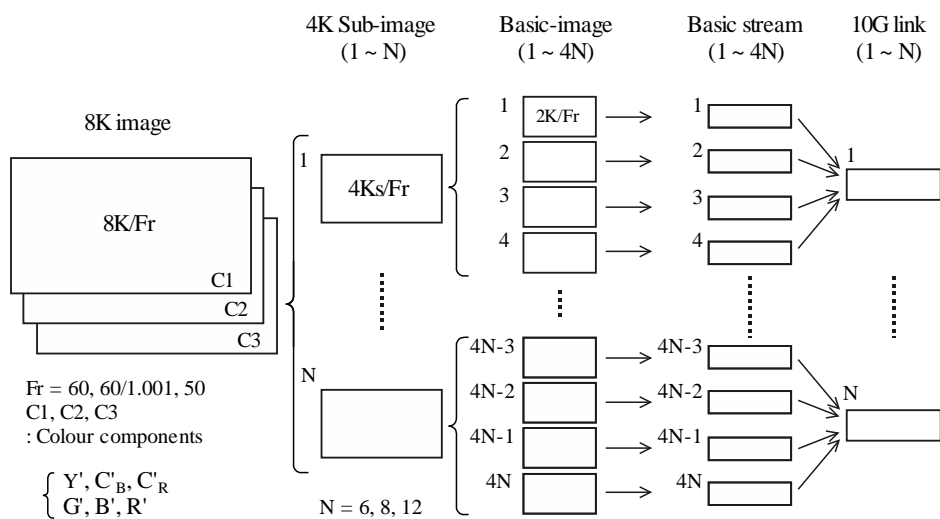 4K Sub-image
(1 ~ N)
Basic-image
(1 ~ 4N)
Basic stream
(1 ~ 4N)
10G link
(1 ~ N)
8K image
8K/Fr
C1
C2
C3
Fr = 60, 60/1.001, 50
C1, C2, C3
: Colour components
Y', C'B, C'R
G', B', R'
1
4Ks/Fr
N
N = 6, 8, 12
1
2K/Fr
2
3
4
4N-3
4N-2
4N-1
4N
1
2
3
4
4N-3
4N-2
4N-1
4N
1
N